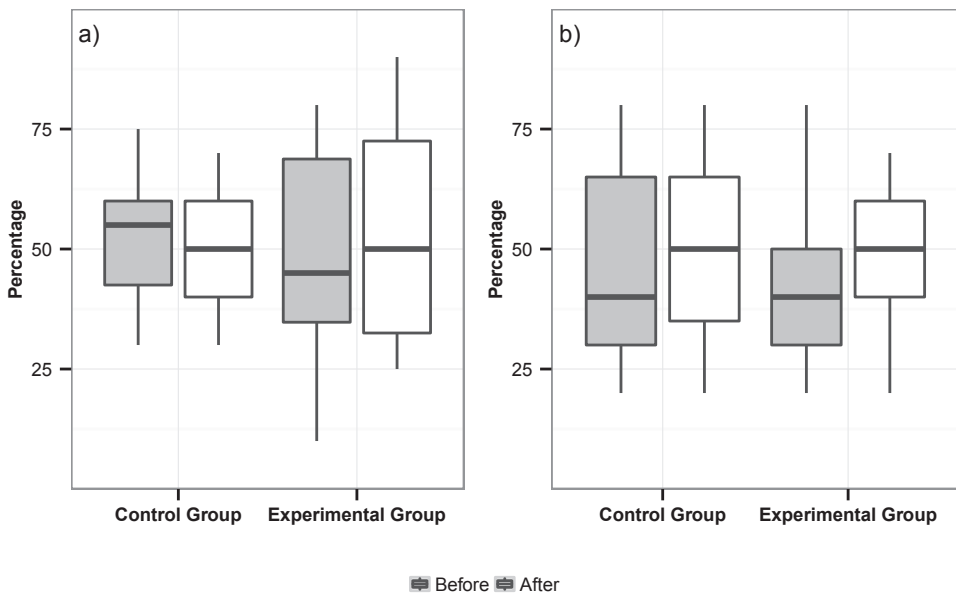 a)
75
50
25
Percentage
Control Group
Experimental Group
b)
75
50
25
Percentage
Control Group
Experimental Group
Before After